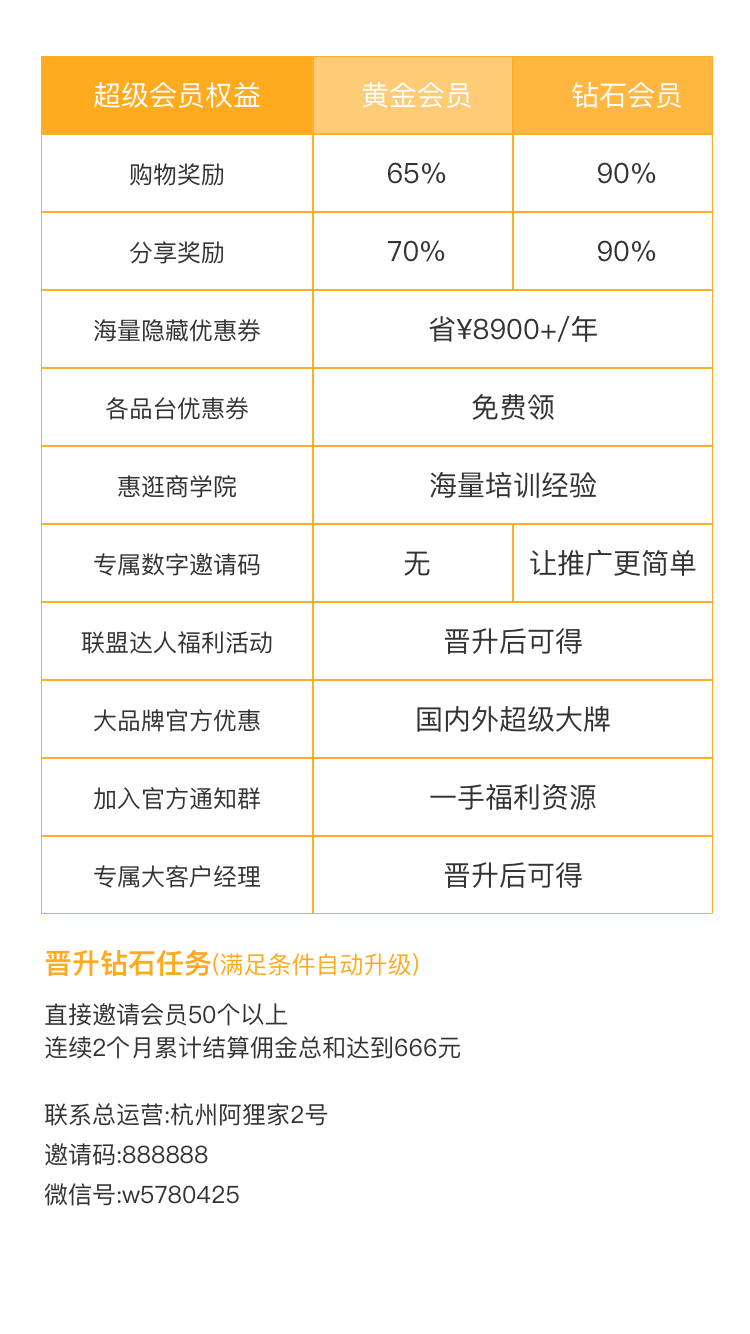 超级会员权益 黄金会员 钻石会员
购物奖励 65% 90%
分享奖励 70% 90%
海量隐藏优惠券 省¥8900+/年
各品台优惠券 免费领
惠逛商学院 海量培训经验
专属数字邀请码 无 让推广更简单
联盟达人福利活动 晋升后可得
大品牌官方优惠 国内外超级大牌
加入官方通知群 一手福利资源
专属大客户经理 晋升后可得
晋升钻石任务(满足条件自动升级)
直接邀请会员50个以上
连续2个月累计结算佣金总和达到666元
联系总运营:杭州阿狸家2号
邀请码:888888
微信号:w5780425